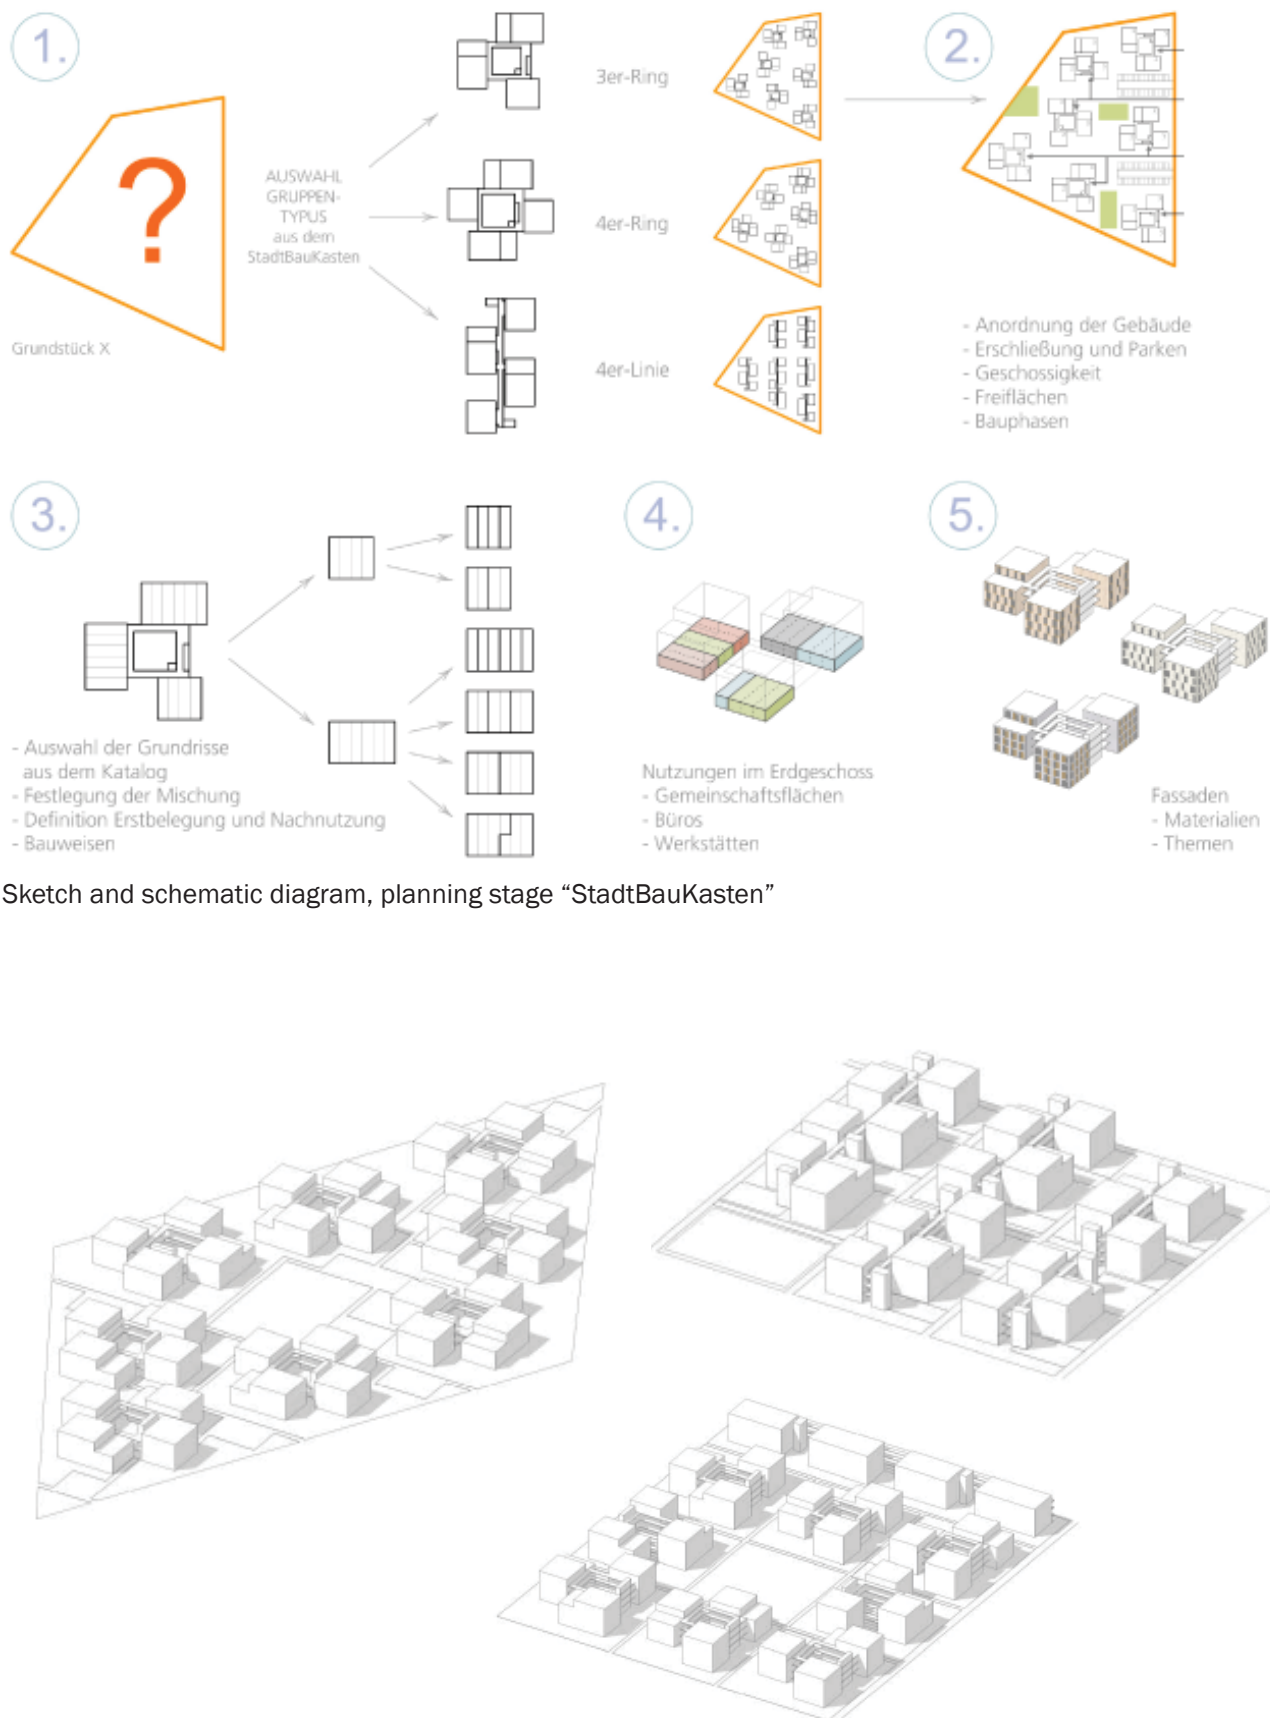 1.
?
Grundstück X
AUSWAHL
GRUPPEN-
TYPUS
aus dem
StadtBauKasten
3er-Ring
4er-Ring
4er-Linie
2.
- Anordnung der Gebäude
- Erschließung und Parken
- Geschossigkeit
- Freiflächen
- Bauphasen
3.
- Auswahl der Grundrisse
aus dem Katalog
- Festlegung der Mischung
- Definition Erstbelegung und Nachnutzung
- Bauweisen
4.
Nutzungen im Erdgeschoss
- Gemeinschaftsflächen
- Büros
- Werkstätten
5.
Fassaden
- Materialien
- Themen
Sketch and schematic diagram, planning stage “StadtBauKasten”